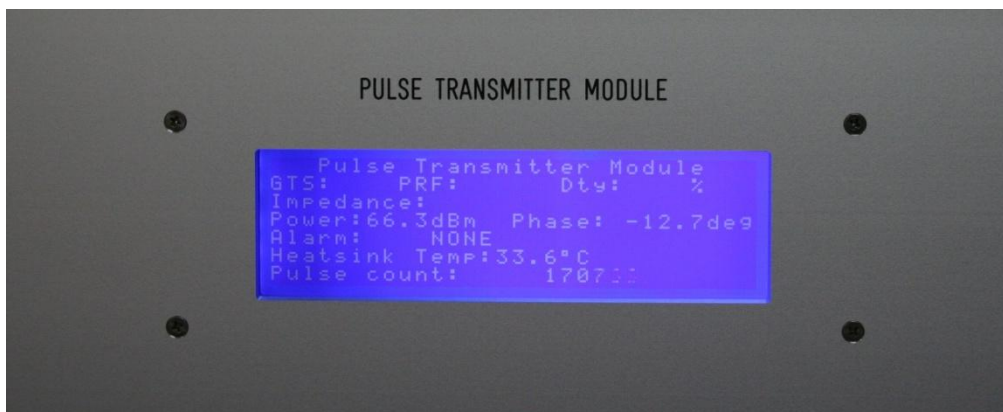 PULSE TRANSMITTER MODULE
Pulse Transmitter Module
GTS: PRF: Dty: %
Impedance:
Power:66.3dBm Phase: -12.7deg
Alarm: NONE
Heatsink Temp:33.6°C
Pulse count: